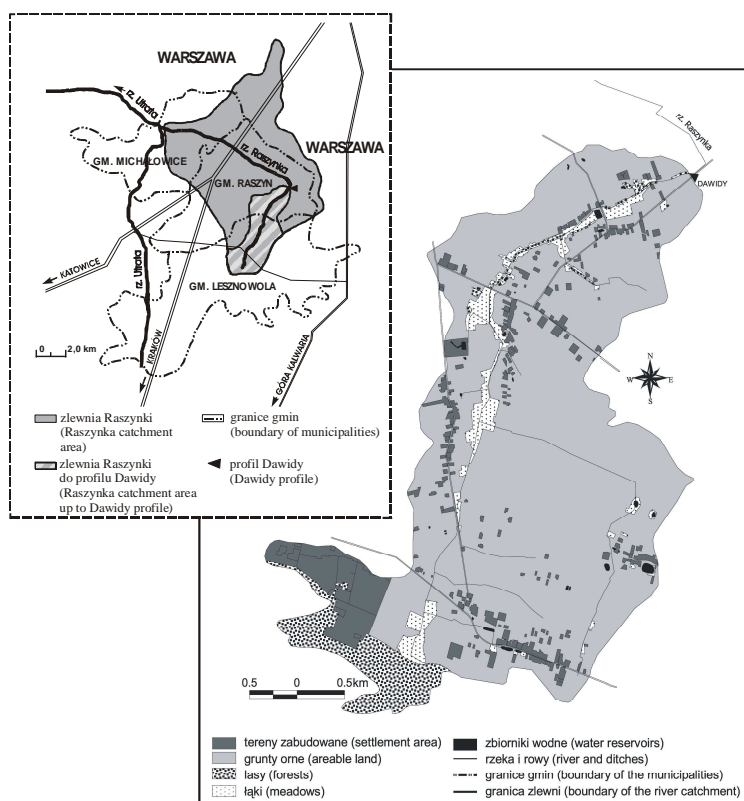 WARSZAWA
rz. Utrata
WARSZAWA
rz. Raszynka
GM. MICHAŁOWICE
GM. RASZYN
KATOWICE
rz. Utrata
GM. LESZNOWOLA
0 2,0 km
KRAKÓW
GÓRA KALWARIA
zlewnia Raszynki
(Raszynka catchment
area)
granice gmin
(boundary of municipalities)
zlewnia Raszynki
do profilu Dawidy
(Raszynka catchment area
up to Dawidy profile)
profil Dawidy
(Dawidy profile)
rz. Raszynka
DAWIDY
N
W E
S
0.5 0 0.5km
tereny zabudowane (settlement area)
grunty orne (areable land)
lasy (forests)
łąki (meadows)
zbiorniki wodne (water reservoirs)
rzeka i rowy (river and ditches)
granice gmin (boundary of the municipalities)
granica zlewni (boundary of the river catchment)